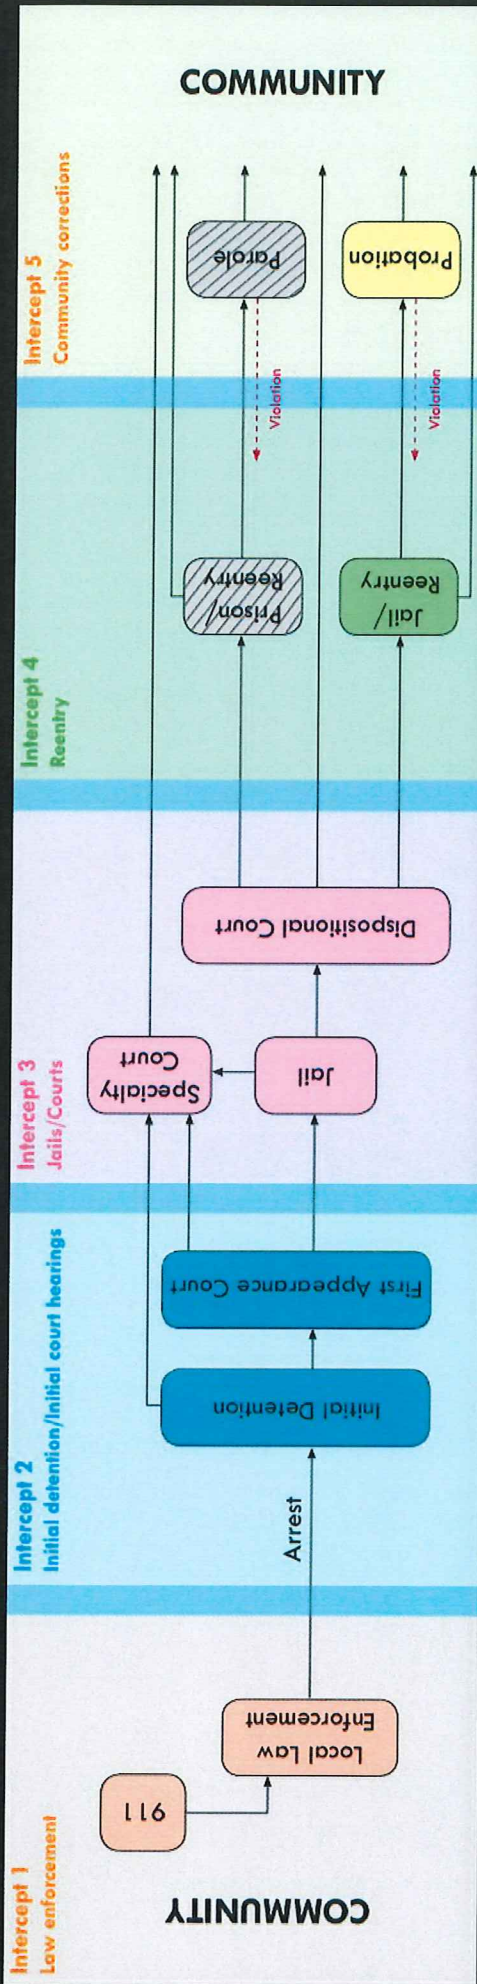 Intercept 1
Law enforcement
COMMUNITY
911
Local Law
Enforcement
Arrest
Intercept 2
Initial detention/Initial court hearings
Initial Detention
First Appearance Court
Intercept 3
Jails/Courts
Specialty
Court
Jail
Dispositional Court
Intercept 4
Reentry
Prison/
Reentry
Jail/
Reentry
Violation
Violation
Intercept 5
Community corrections
Parole
Probation
COMMUNITY